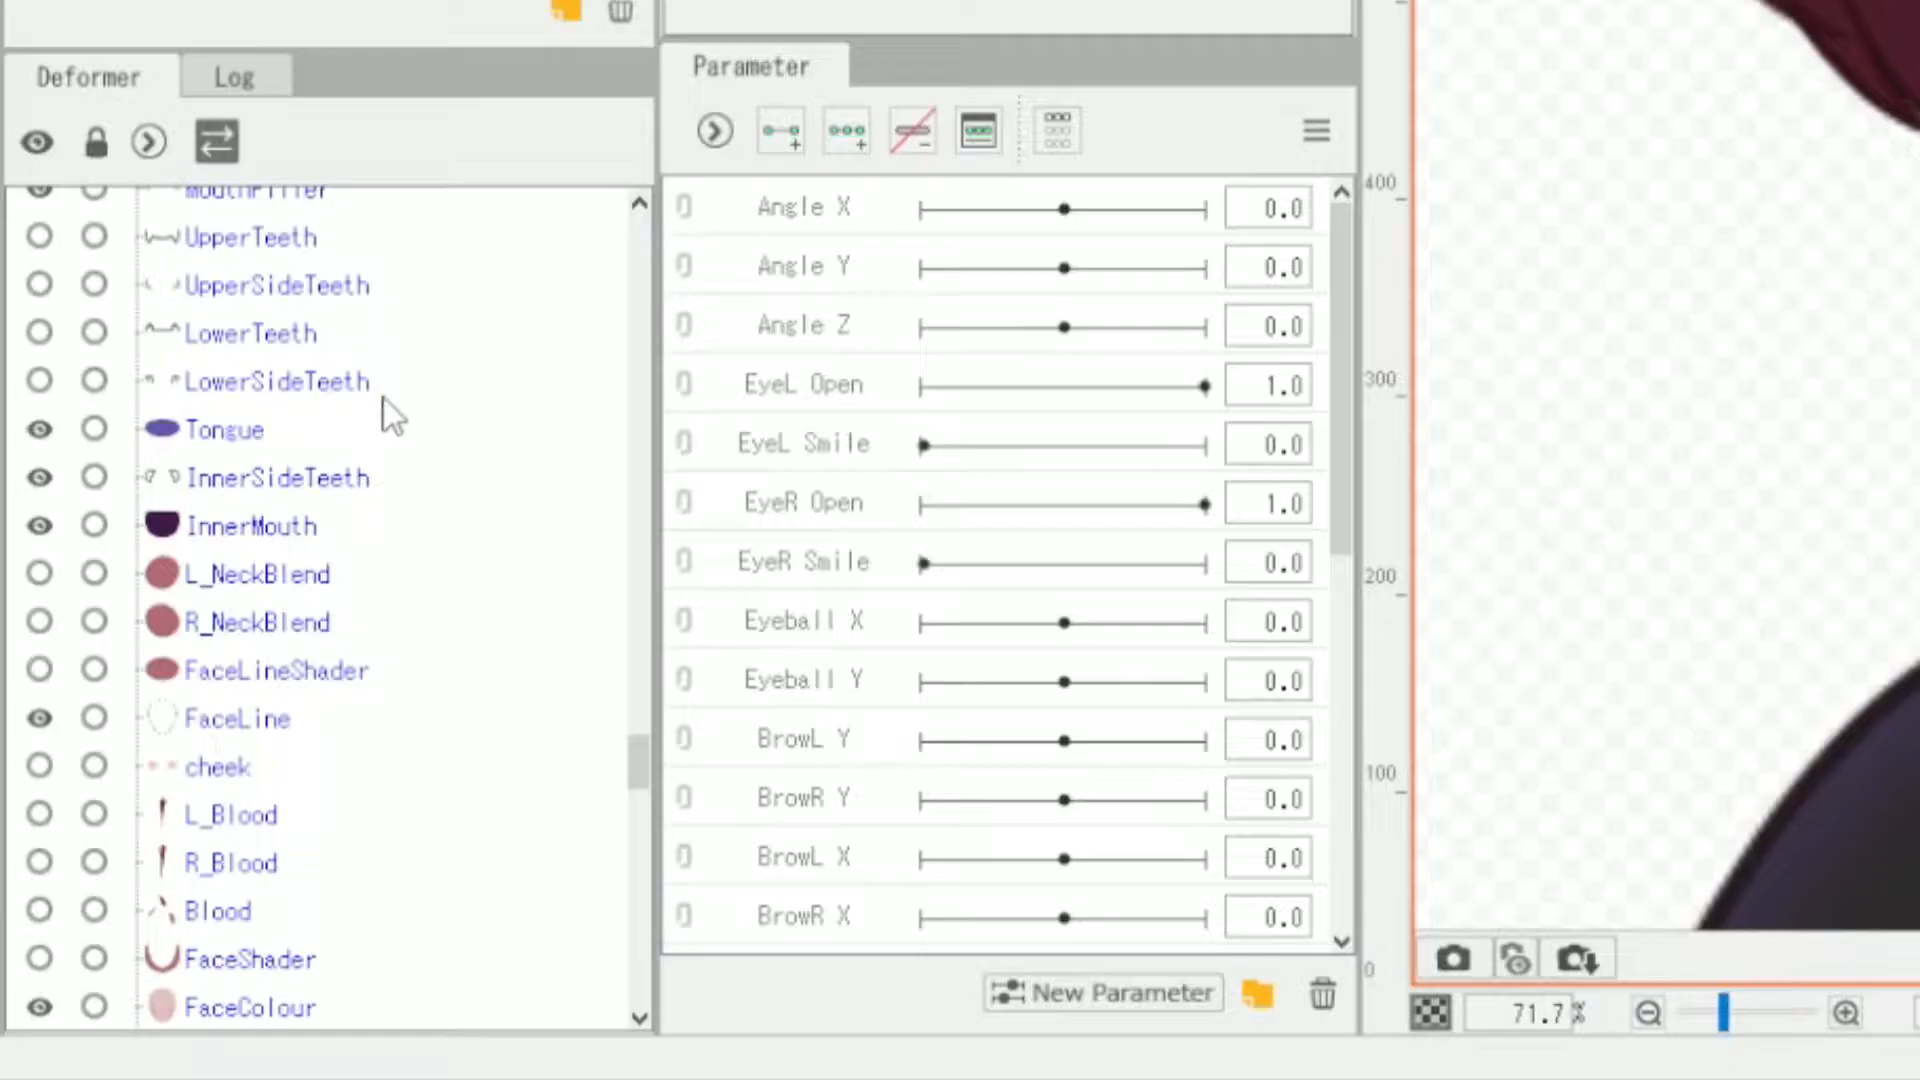 Deformer
Log
MouthFiller
UpperTeeth
UpperSideTeeth
LowerTeeth
LowerSideTeeth
Tongue
InnerSideTeeth
InnerMouth
L_NeckBlend
R_NeckBlend
FaceLineShader
FaceLine
cheek
L_Blood
R_Blood
Blood
FaceShader
FaceColour
Parameter
Angle X 0.0
Angle Y 0.0
Angle Z 0.0
EyeL Open 1.0
EyeL Smile 0.0
EyeR Open 1.0
EyeR Smile 0.0
Eyeball X 0.0
Eyeball Y 0.0
BrowL Y 0.0
BrowR Y 0.0
BrowL X 0.0
BrowR X 0.0
New Parameter
400
300
200
100
0
71.7%